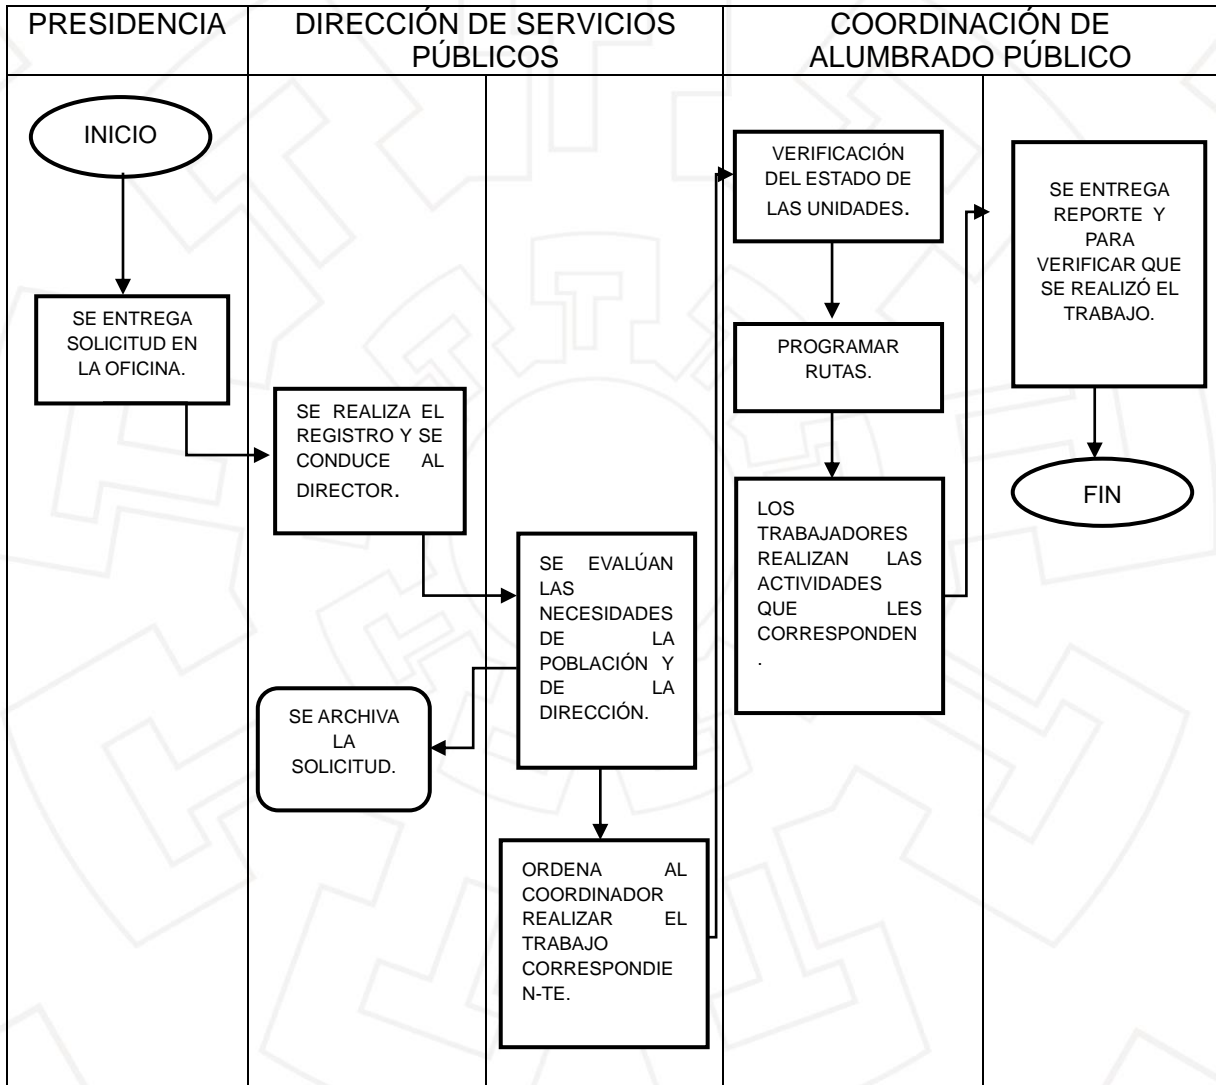 PRESIDENCIA
DIRECCIÓN DE SERVICIOS
PÚBLICOS
COORDINACIÓN DE
ALUMBRADO PÚBLICO
INICIO
SE ENTREGA
SOLICITUD EN
LA OFICINA.
SE REALIZA EL
REGISTRO Y SE
CONDUCE AL
DIRECTOR.
SE EVALÚAN
LAS
NECESIDADES
DE LA
POBLACIÓN Y
DE LA
DIRECCIÓN.
SE ARCHIVA
LA
SOLICITUD.
ORDENA AL
COORDINADOR
REALIZAR EL
TRABAJO
CORRESPONDIE
N-TE.
VERIFICACIÓN
DEL ESTADO DE
LAS UNIDADES.
PROGRAMAR
RUTAS.
LOS
TRABAJADORES
REALIZAN LAS
ACTIVIDADES
QUE LES
CORRESPONDEN
.
SE ENTREGA
REPORTE Y
PARA
VERIFICAR QUE
SE REALIZÓ EL
TRABAJO.
FIN